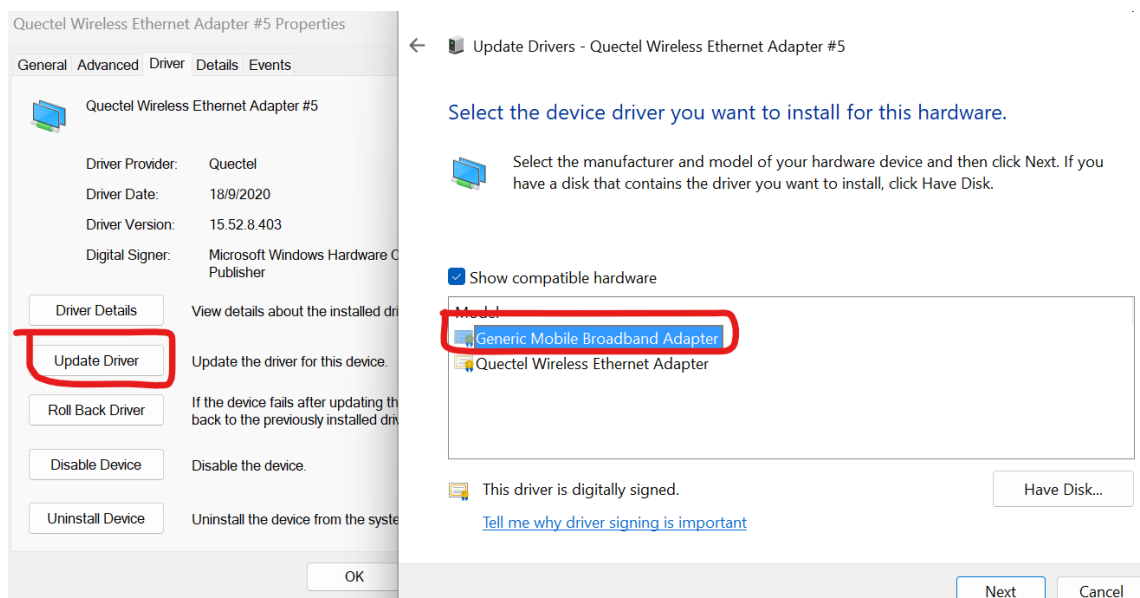 Quectel Wireless Ethernet Adapter #5 Properties
General Advanced Driver Details Events
Quectel Wireless Ethernet Adapter #5
Driver Provider: Quectel
Driver Date: 18/9/2020
Driver Version: 15.52.8.403
Digital Signer: Microsoft Windows Hardware C
Publisher
Driver Details View details about the installed dri
Update Driver Update the driver for this device.
Roll Back Driver If the device fails after updating th
back to the previously installed driv
Disable Device Disable the device.
Uninstall Device Uninstall the device from the syste
OK
Update Drivers - Quectel Wireless Ethernet Adapter #5
Select the device driver you want to install for this hardware.
Select the manufacturer and model of your hardware device and then click Next. If you
have a disk that contains the driver you want to install, click Have Disk.
Show compatible hardware
Model
Generic Mobile Broadband Adapter
Quectel Wireless Ethernet Adapter
This driver is digitally signed.
Have Disk...
Tell me why driver signing is important
Next Cancel